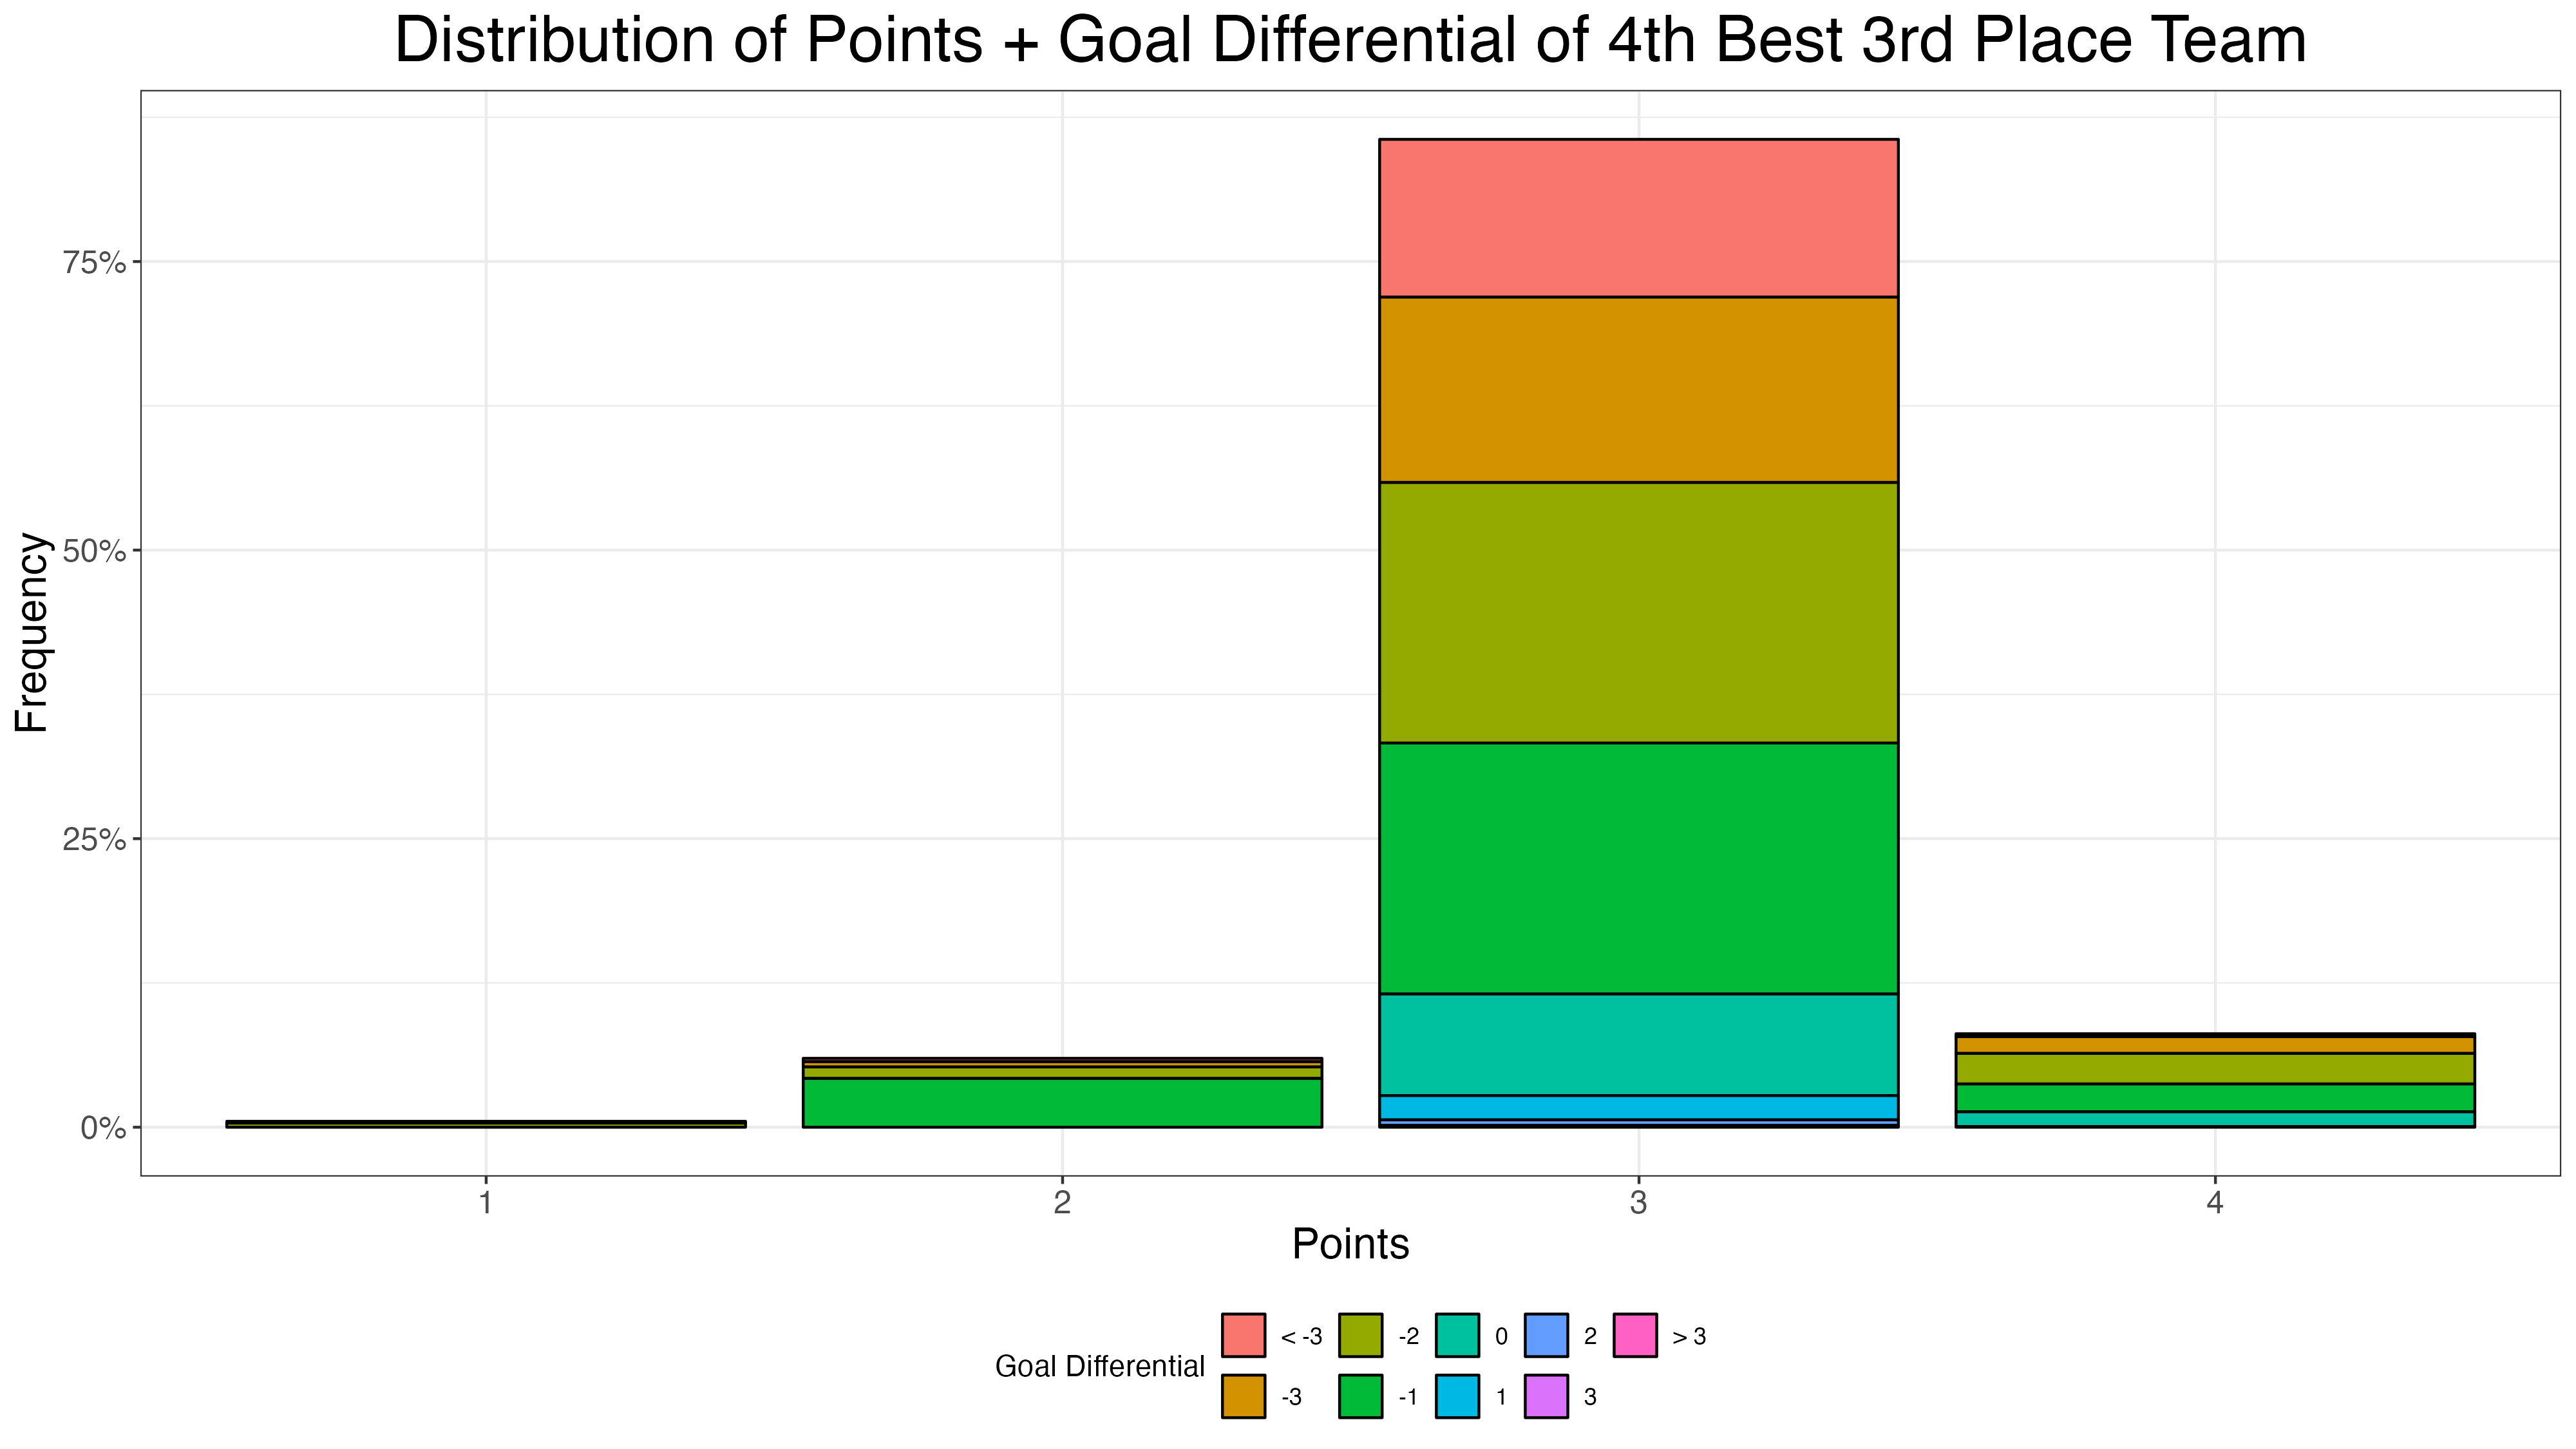 Distribution of Points + Goal Differential of 4th Best 3rd Place Team
Frequency
75%
50%
25%
0%
1 2 3 4
Points
Goal Differential
< -3 -2 0 2 > 3
-3 -1 1 3